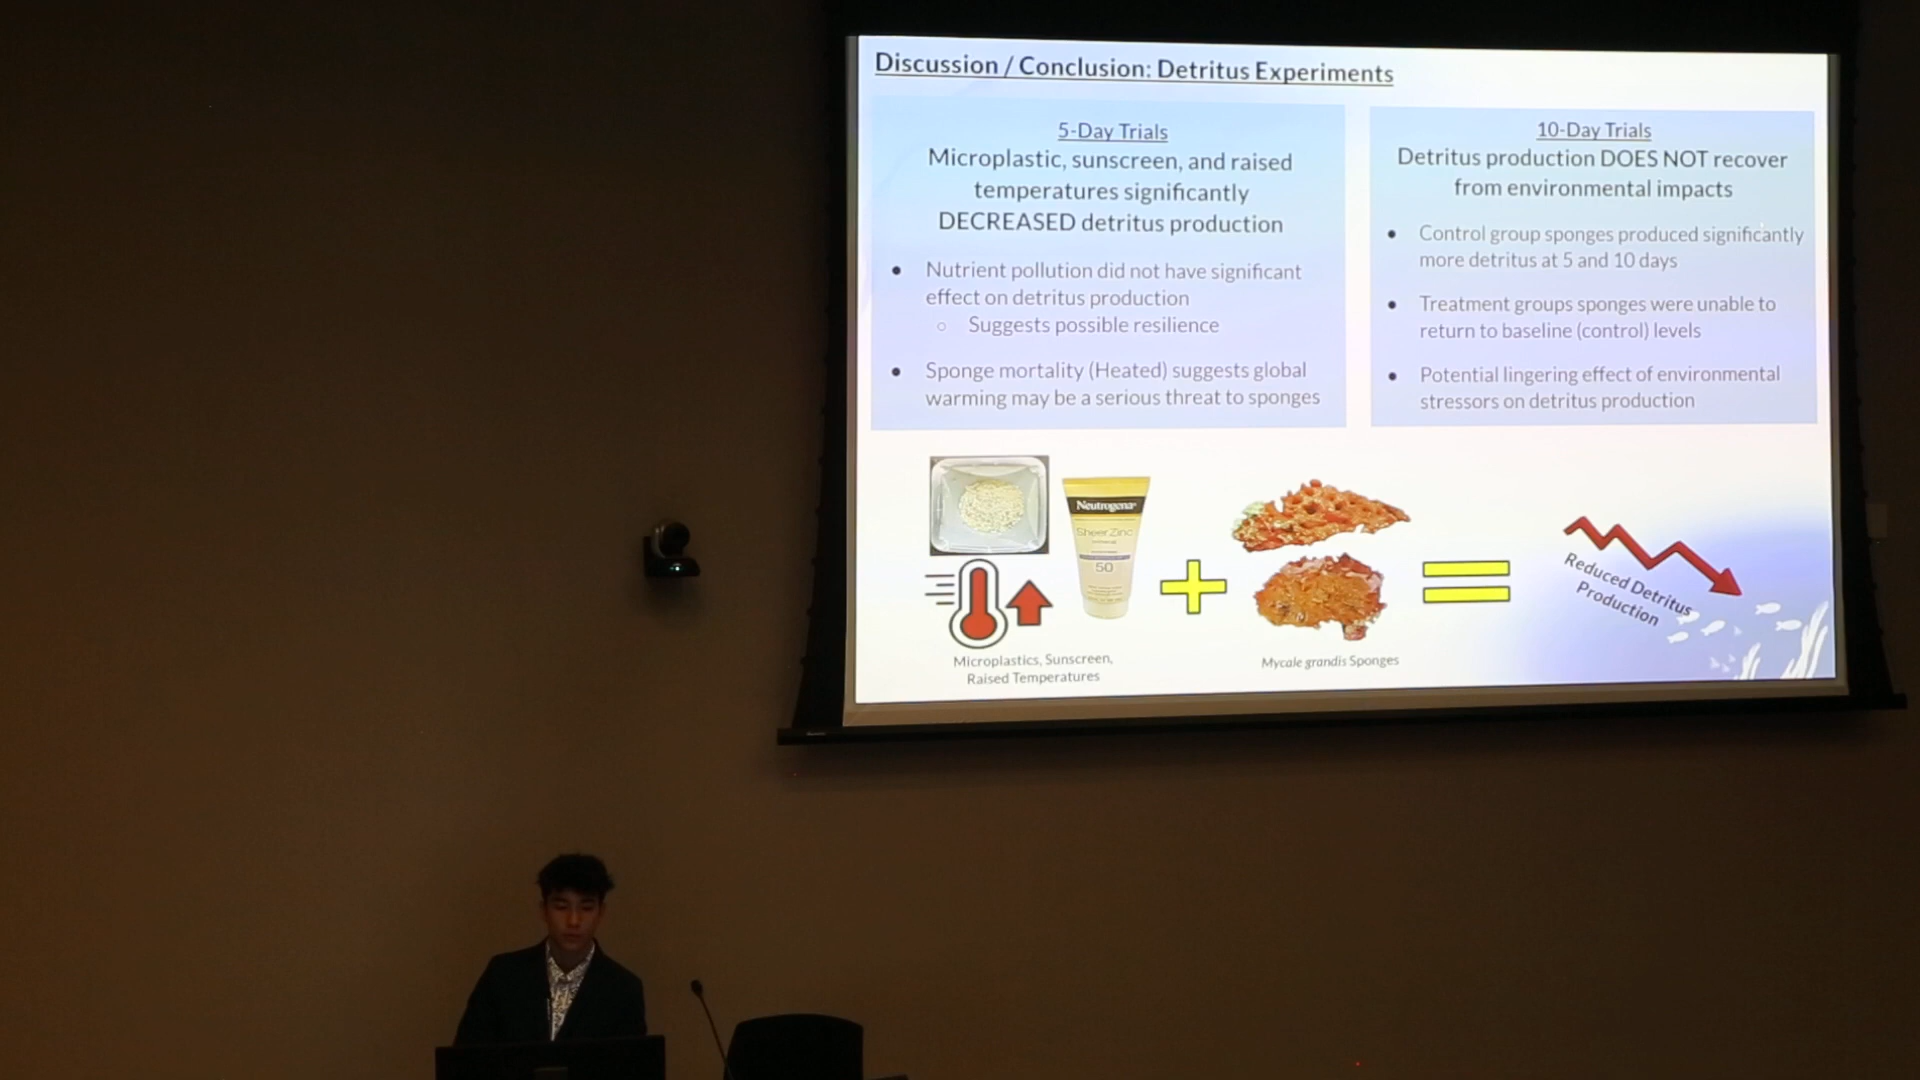 Discussion / Conclusion: Detritus Experiments
5-Day Trials
Microplastic, sunscreen, and raised
temperatures significantly
DECREASED detritus production
● Nutrient pollution did not have significant
effect on detritus production
○ Suggests possible resilience
● Sponge mortality (Heated) suggests global
warming may be a serious threat to sponges
10-Day Trials
Detritus production DOES NOT recover
from environmental impacts
● Control group sponges produced significantly
more detritus at 5 and 10 days
● Treatment groups sponges were unable to
return to baseline (control) levels
● Potential lingering effect of environmental
stressors on detritus production
Neutrogena
SheerZinc
50
Microplastics, Sunscreen,
Raised Temperatures
Mycale grandis Sponges
Reduced Detritus
Production